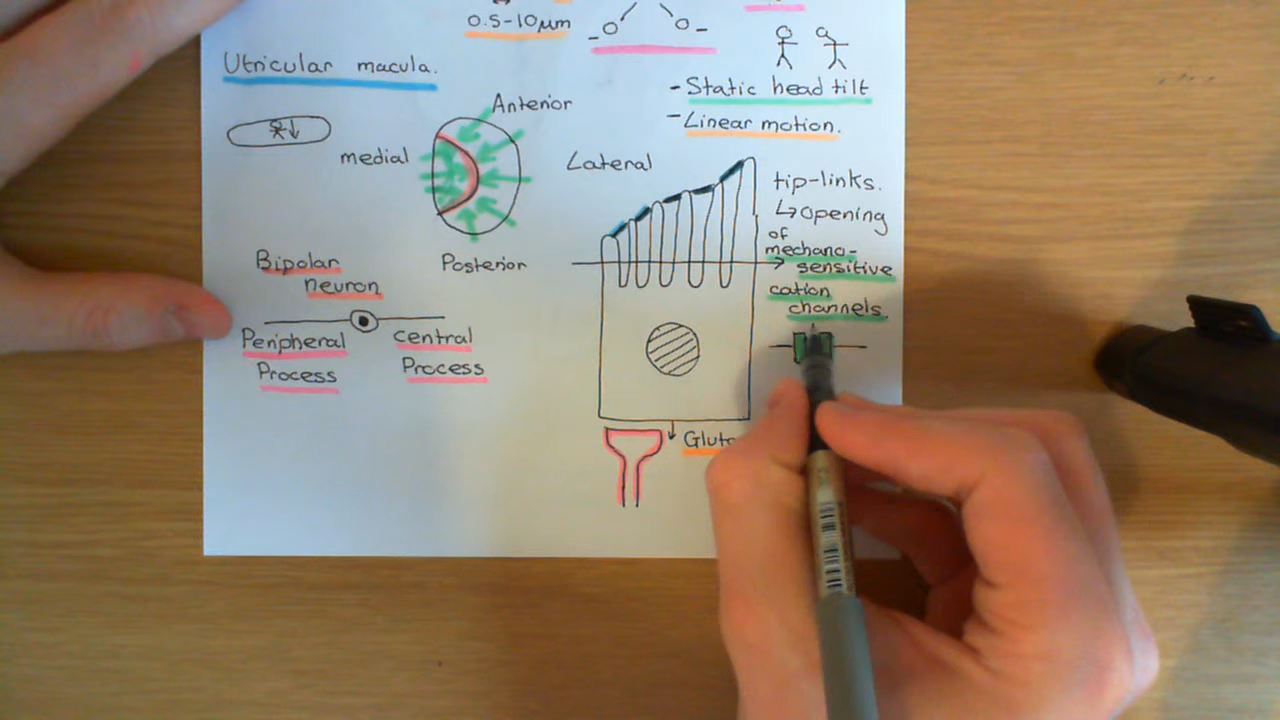 0.5-10μm
Utricular macula.
- Static head tilt
- Linear motion.
Anterior
medial
Lateral
Posterior
tip-links.
↳ opening
of
mechano-
sensitive
cation
channels.
Bipolar
neuron
Peripheral
Process
central
Process